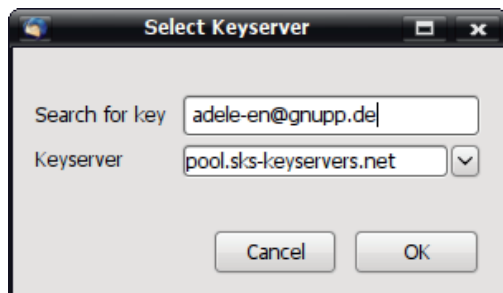 Select Keyserver
Search for key adele-en@gnupp.de
Keyserver pool.sks-keyservers.net
Cancel OK